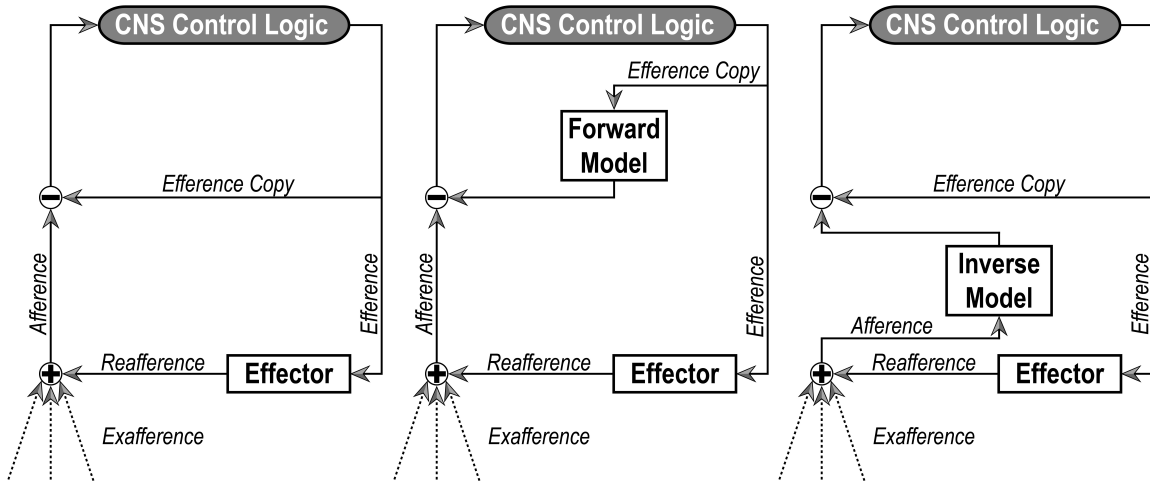 CNS Control Logic
Efference Copy
Afference
Efference
Reafference
Effector
Exafference
CNS Control Logic
Efference Copy
Forward
Model
Afference
Efference
Reafference
Effector
Exafference
CNS Control Logic
Efference Copy
Inverse
Model
Efference
Afference
Reafference
Effector
Exafference